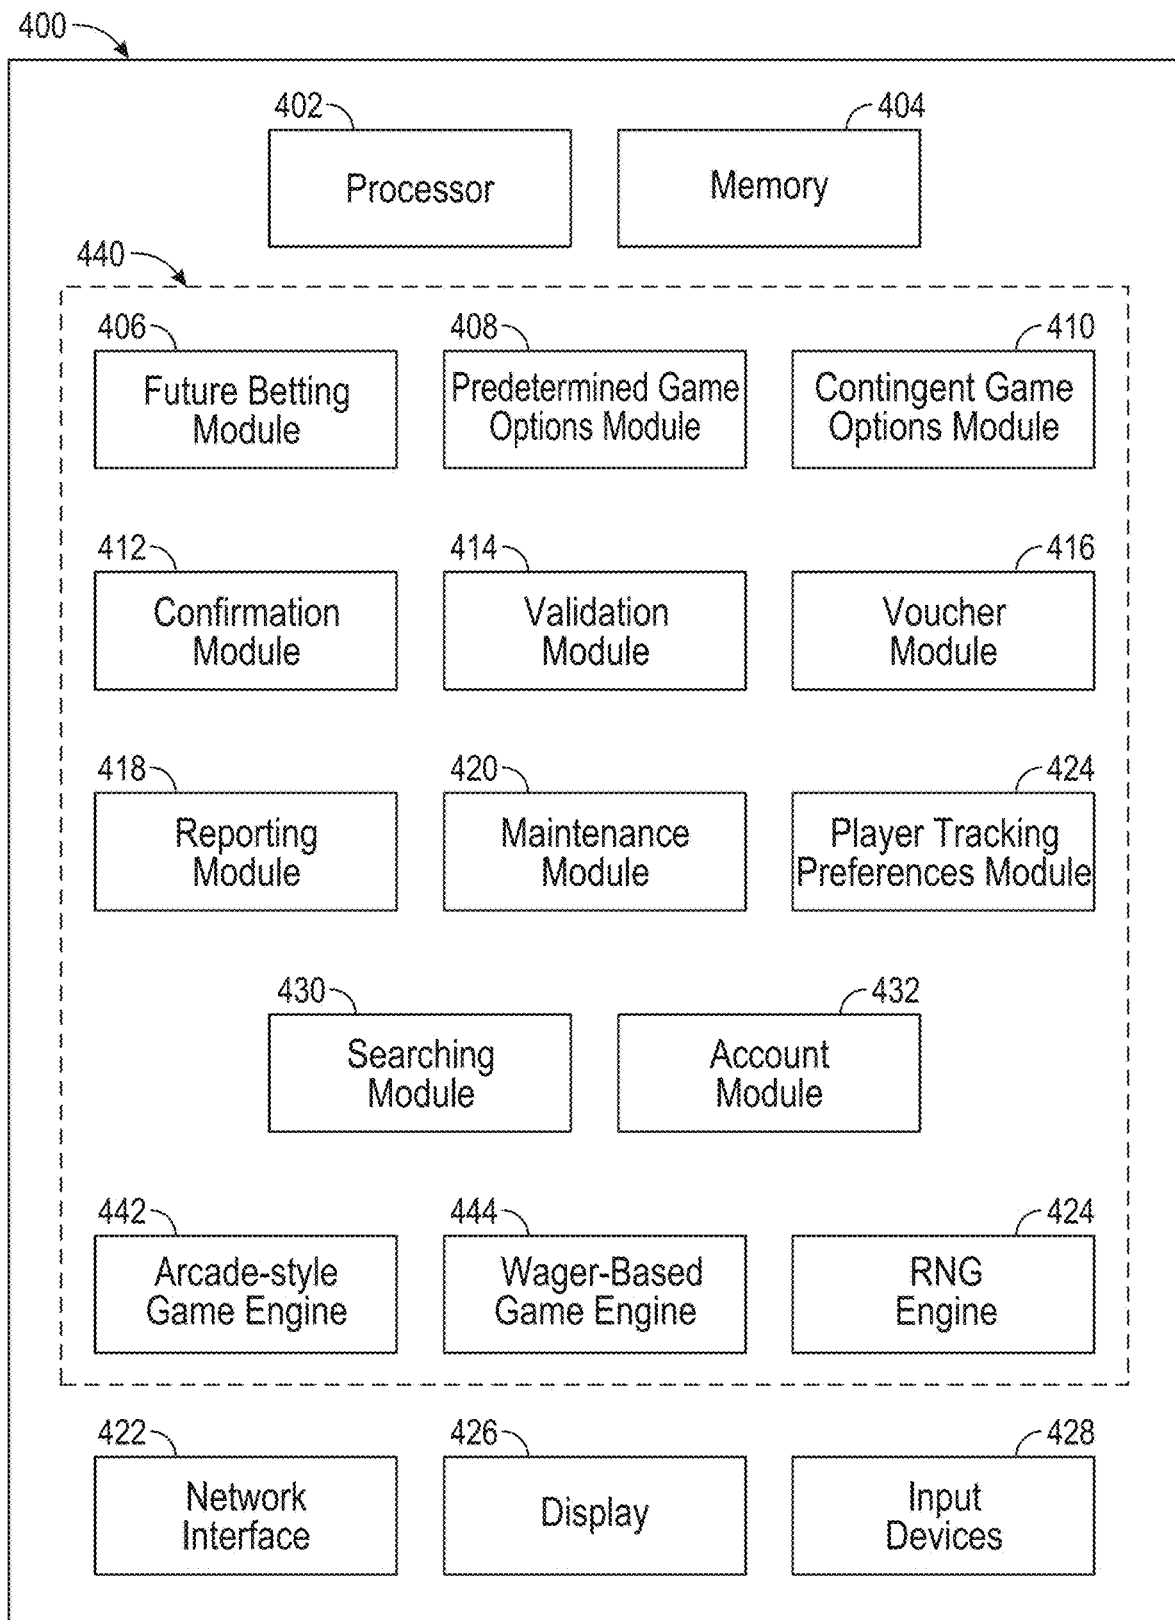 400
402
404
Processor
Memory
440
406
408
410
Future Betting
Module
Predetermined Game
Options Module
Contingent Game
Options Module
412
414
416
Confirmation
Module
Validation
Module
Voucher
Module
418
420
424
Reporting
Module
Maintenance
Module
Player Tracking
Preferences Module
430
432
Searching
Module
Account
Module
442
444
424
Arcade-style
Game Engine
Wager-Based
Game Engine
RNG
Engine
422
426
428
Network
Interface
Display
Input
Devices